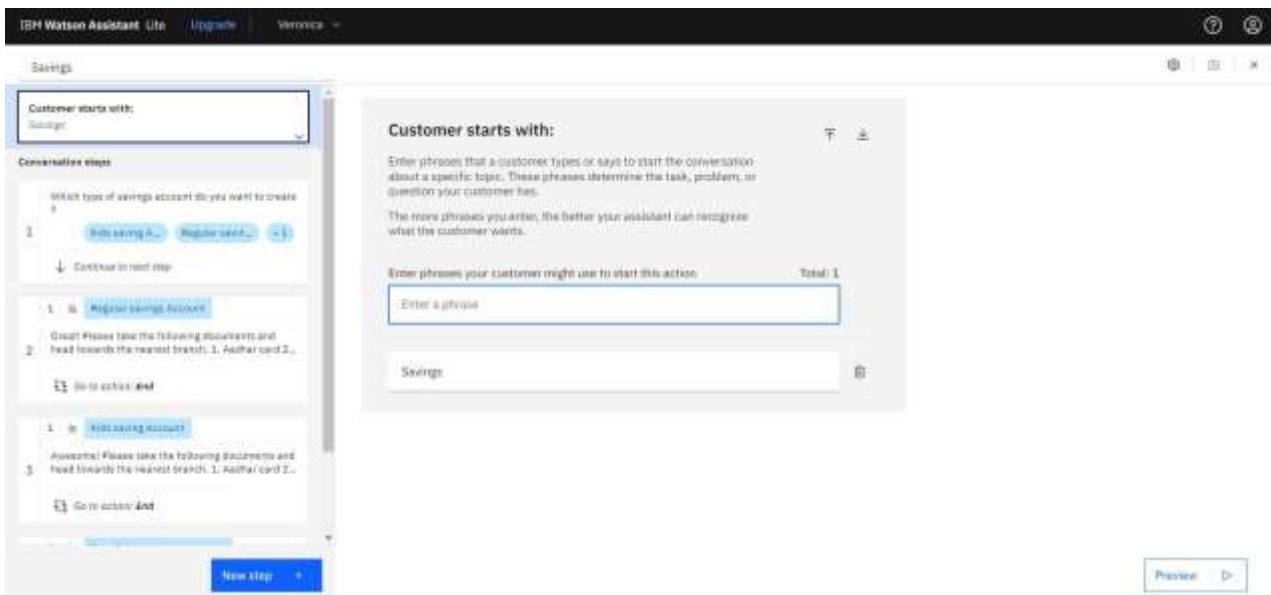 IBM Watson Assistant Lite Upgrade Veronica
Savings
Customer starts with:
Savings
Conversation steps
Which type of savings account do you want to create
?
1 Kids saving A... Regular savin... +1
Continue to next step
1 is Regular savings Account
Great! Please take the following documents and
2 head towards the nearest branch. 1. Aadhar card 2...
Go to action: End
1 is Kids saving Account
Awesome! Please take the following documents and
3 head towards the nearest branch. 1. Aadhar card 2...
Go to action: End
New step +
Customer starts with:
Enter phrases that a customer types or says to start the conversation
about a specific topic. These phrases determine the task, problem, or
question your customer has.
The more phrases you enter, the better your assistant can recognize
what the customer wants.
Enter phrases your customer might use to start this action Total: 1
Enter a phrase
Savings
Preview